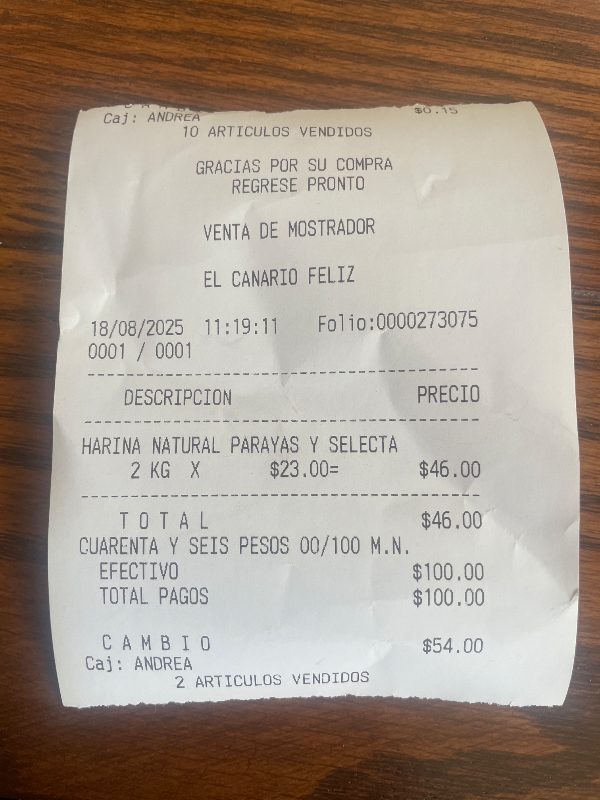 Caj: ANDREA $0.15
10 ARTICULOS VENDIDOS
GRACIAS POR SU COMPRA
REGRESE PRONTO
VENTA DE MOSTRADOR
EL CANARIO FELIZ
18/08/2025 11:19:11 Folio:0000273075
0001 / 0001
DESCRIPCION PRECIO
HARINA NATURAL PARAYAS Y SELECTA
2 KG X $23.00= $46.00
T O T A L $46.00
CUARENTA Y SEIS PESOS 00/100 M.N.
EFECTIVO $100.00
TOTAL PAGOS $100.00
C A M B I O $54.00
Caj: ANDREA
2 ARTICULOS VENDIDOS